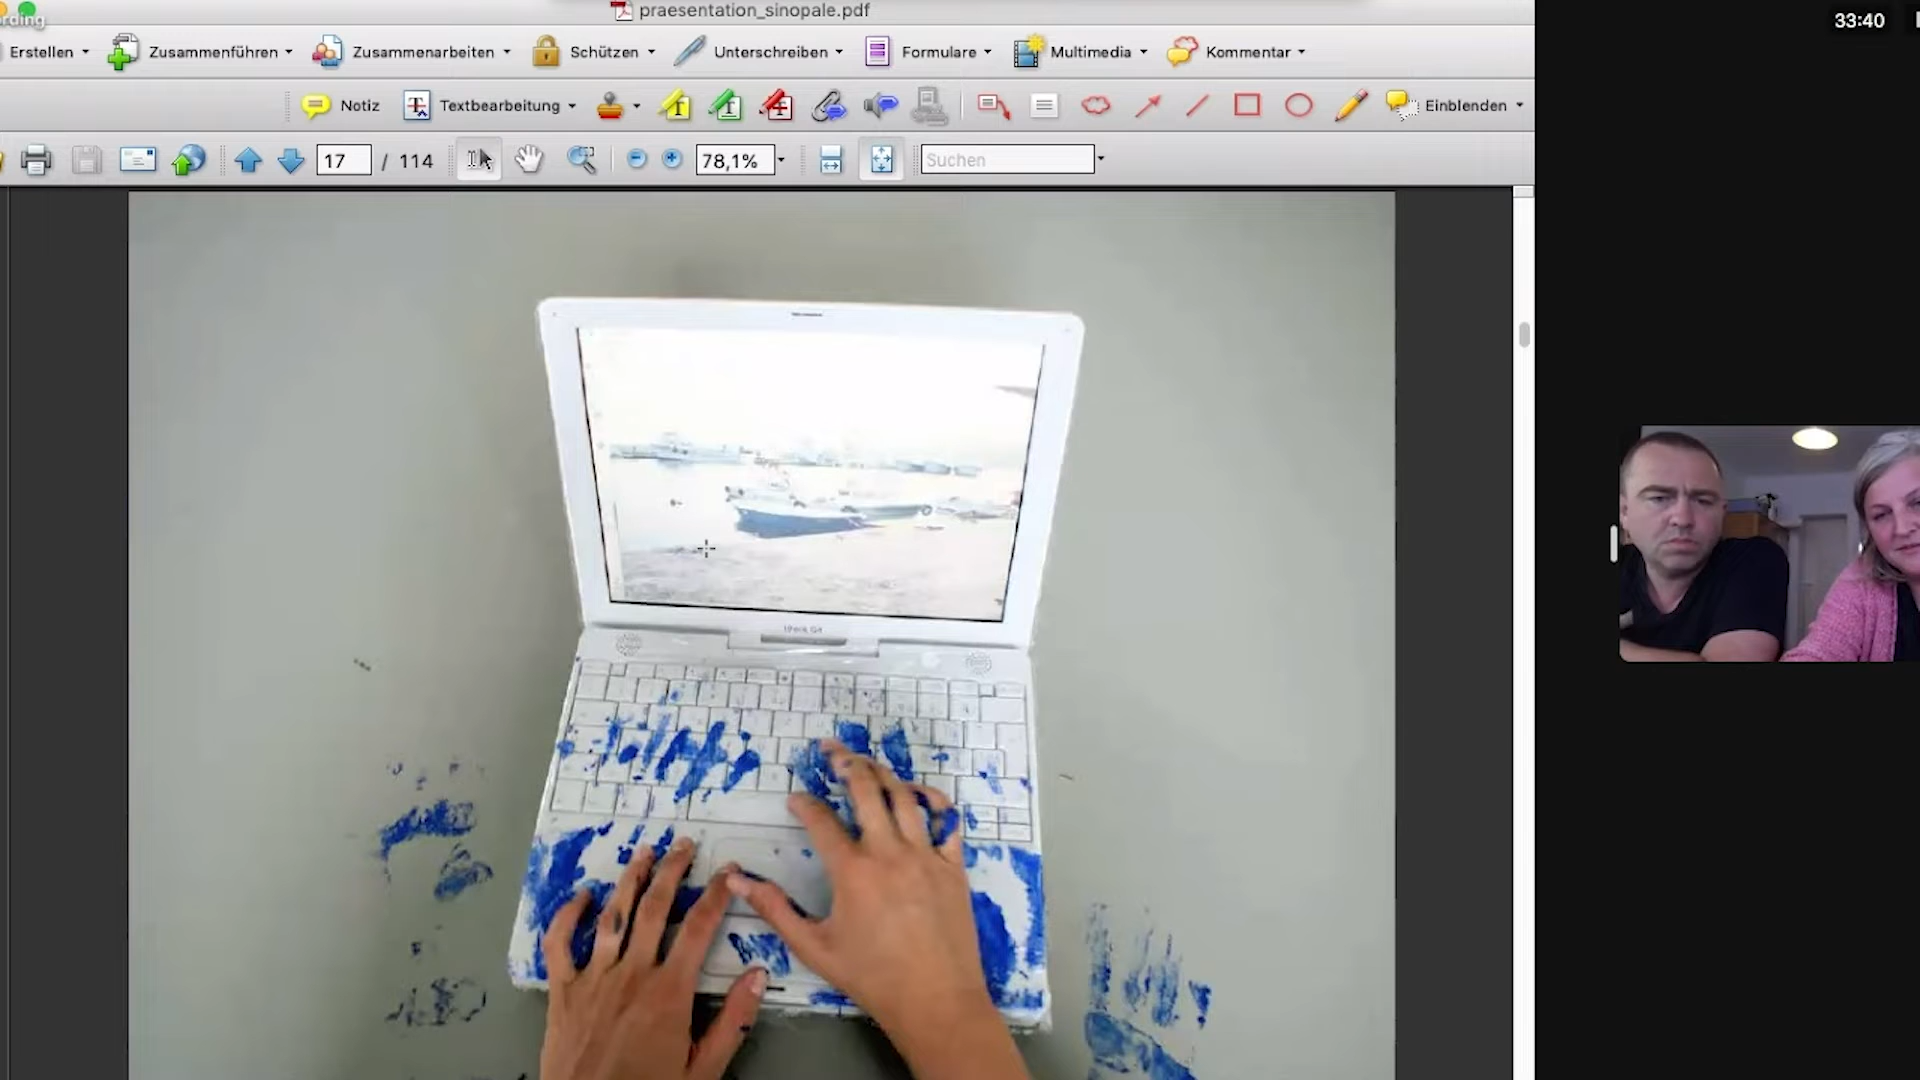 rding
praesentation_sinopale.pdf
33:40
Erstellen
Zusammenführen
Zusammenarbeiten
Schützen
Unterschreiben
Formulare
Multimedia
Kommentar
Notiz
Textbearbeitung
Einblenden
17 / 114
78,1%
Suchen